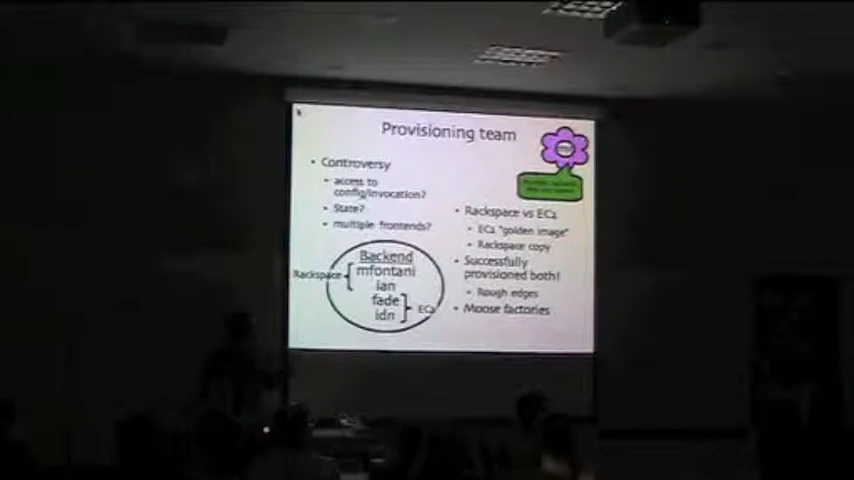 Provisioning team
• Controversy
• access to
config/invocation?
• State?
• multiple frontends?
Backend
mfontani
ian
fade
idn
Rackspace
EC2
• Rackspace vs EC2
• EC2 "golden image"
• Rackspace copy
• Successfully
provisioned both!
• Rough edges
• Moose factories